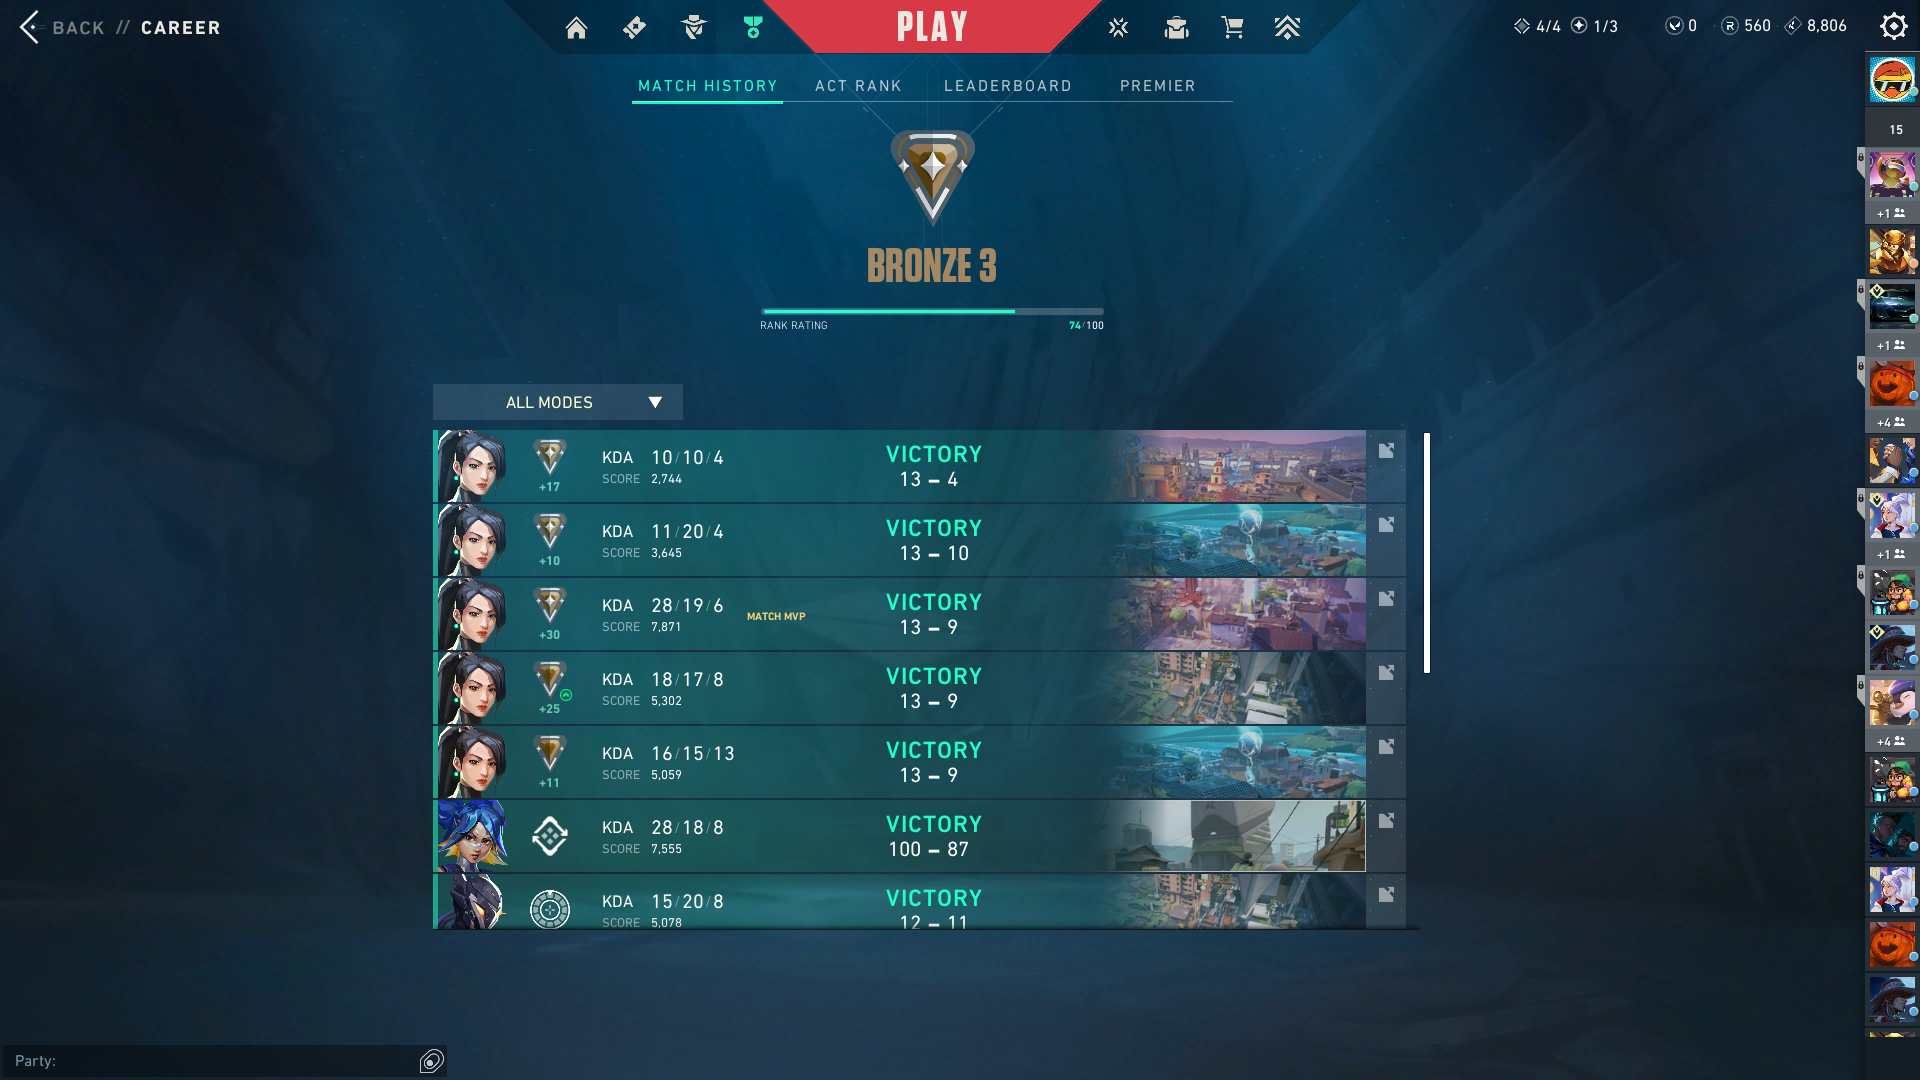 BACK // CAREER
PLAY
4/4 1/3 0 560 8,806
MATCH HISTORY ACT RANK LEADERBOARD PREMIER
15
BRONZE 3
RANK RATING 74/100
ALL MODES
KDA 10/10/4
SCORE 2,744
+17
VICTORY
13 – 4
KDA 11/20/4
SCORE 3,645
+10
VICTORY
13 – 10
KDA 28/19/6
SCORE 7,871
+30
MATCH MVP
VICTORY
13 – 9
KDA 18/17/8
SCORE 5,302
+25
VICTORY
13 – 9
KDA 16/15/13
SCORE 5,059
+11
VICTORY
13 – 9
KDA 28/18/8
SCORE 7,555
VICTORY
100 – 87
KDA 15/20/8
SCORE 5,078
VICTORY
12 – 11
+1
+1
+4
+1
+4
Party: